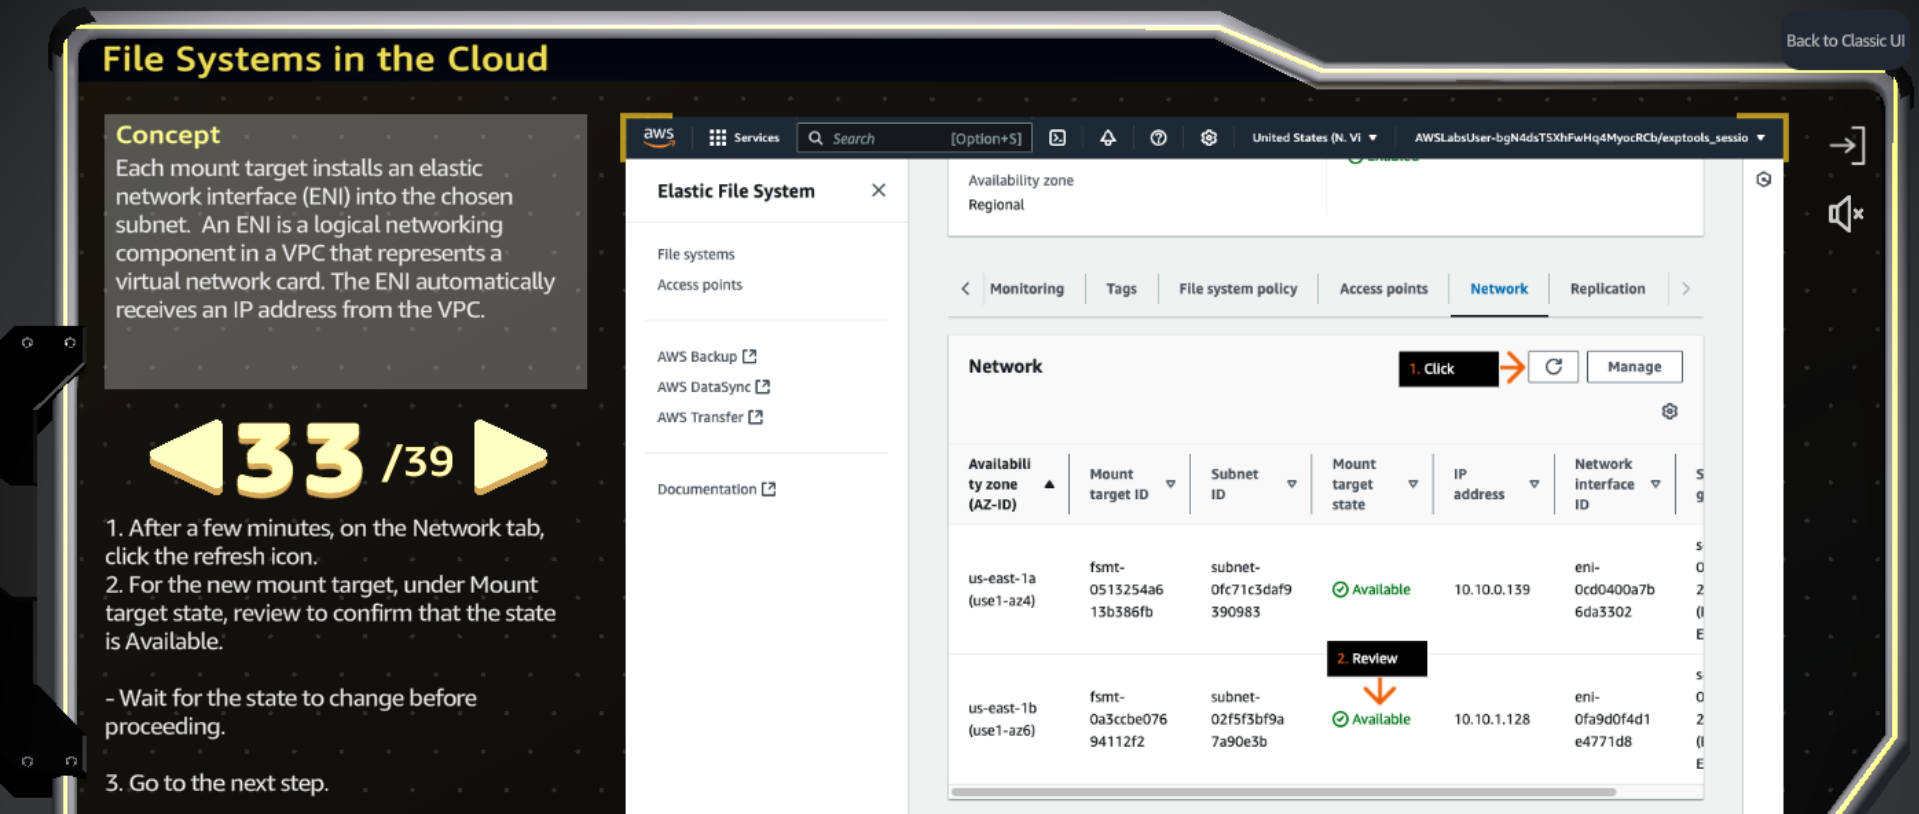 Back to Classic UI
File Systems in the Cloud
Concept
Each mount target installs an elastic
network interface (ENI) into the chosen
subnet.  An ENI is a logical networking
component in a VPC that represents a
virtual network card. The ENI automatically
receives an IP address from the VPC.
33 /39
1. After a few minutes, on the Network tab,
click the refresh icon.
2. For the new mount target, under Mount
target state, review to confirm that the state
is Available.
- Wait for the state to change before
proceeding.
3. Go to the next step.
aws Services Search [Option+S] United States (N. Vi AWSLabsUser-bgN4dsT5XhFwHq4MyocRCb/exptools_sessio
Elastic File System
File systems
Access points
AWS Backup
AWS DataSync
AWS Transfer
Documentation
Availability zone
Regional
Monitoring Tags File system policy Access points Network Replication
Network
1. Click
Manage
Availabili
ty zone
(AZ-ID)
Mount
target ID
Subnet
ID
Mount
target
state
IP
address
Network
interface
ID
us-east-1a
(use1-az4)
fsmt-
0513254a6
13b386fb
subnet-
0fc71c3daf9
390983
Available
10.10.0.139
eni-
0cd0400a7b
6da3302
2. Review
us-east-1b
(use1-az6)
fsmt-
0a3ccbe076
94112f2
subnet-
02f5f3bf9a
7a90e3b
Available
10.10.1.128
eni-
0fa9d0f4d1
e4771d8